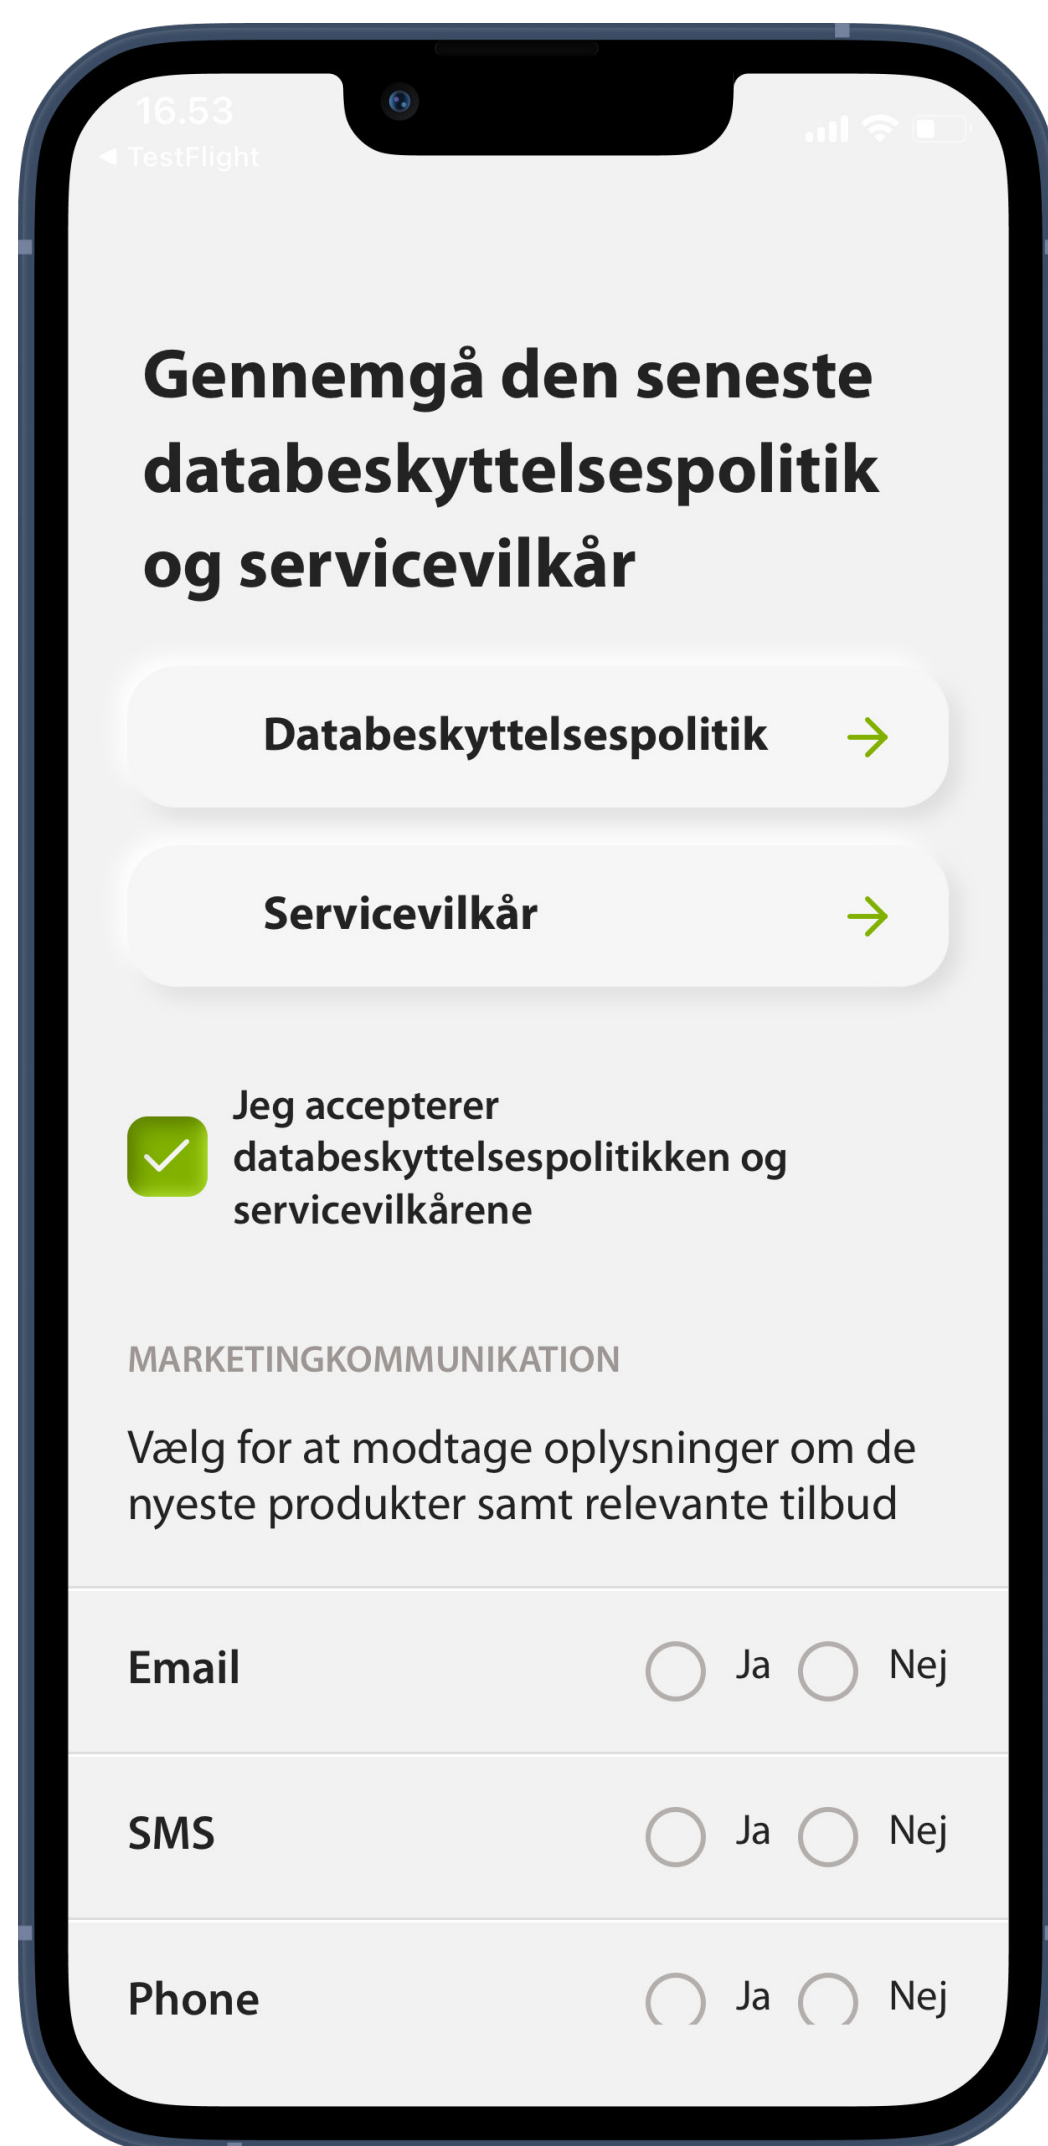 16.53
◀ TestFlight
Gennemgå den seneste
databeskyttelsespolitik
og servicevilkår
Databeskyttelsespolitik
Servicevilkår
Jeg accepterer
databeskyttelsespolitikken og
servicevilkårene
MARKETINGKOMMUNIKATION
Vælg for at modtage oplysninger om de
nyeste produkter samt relevante tilbud
Email Ja Nej
SMS Ja Nej
Phone Ja Nej